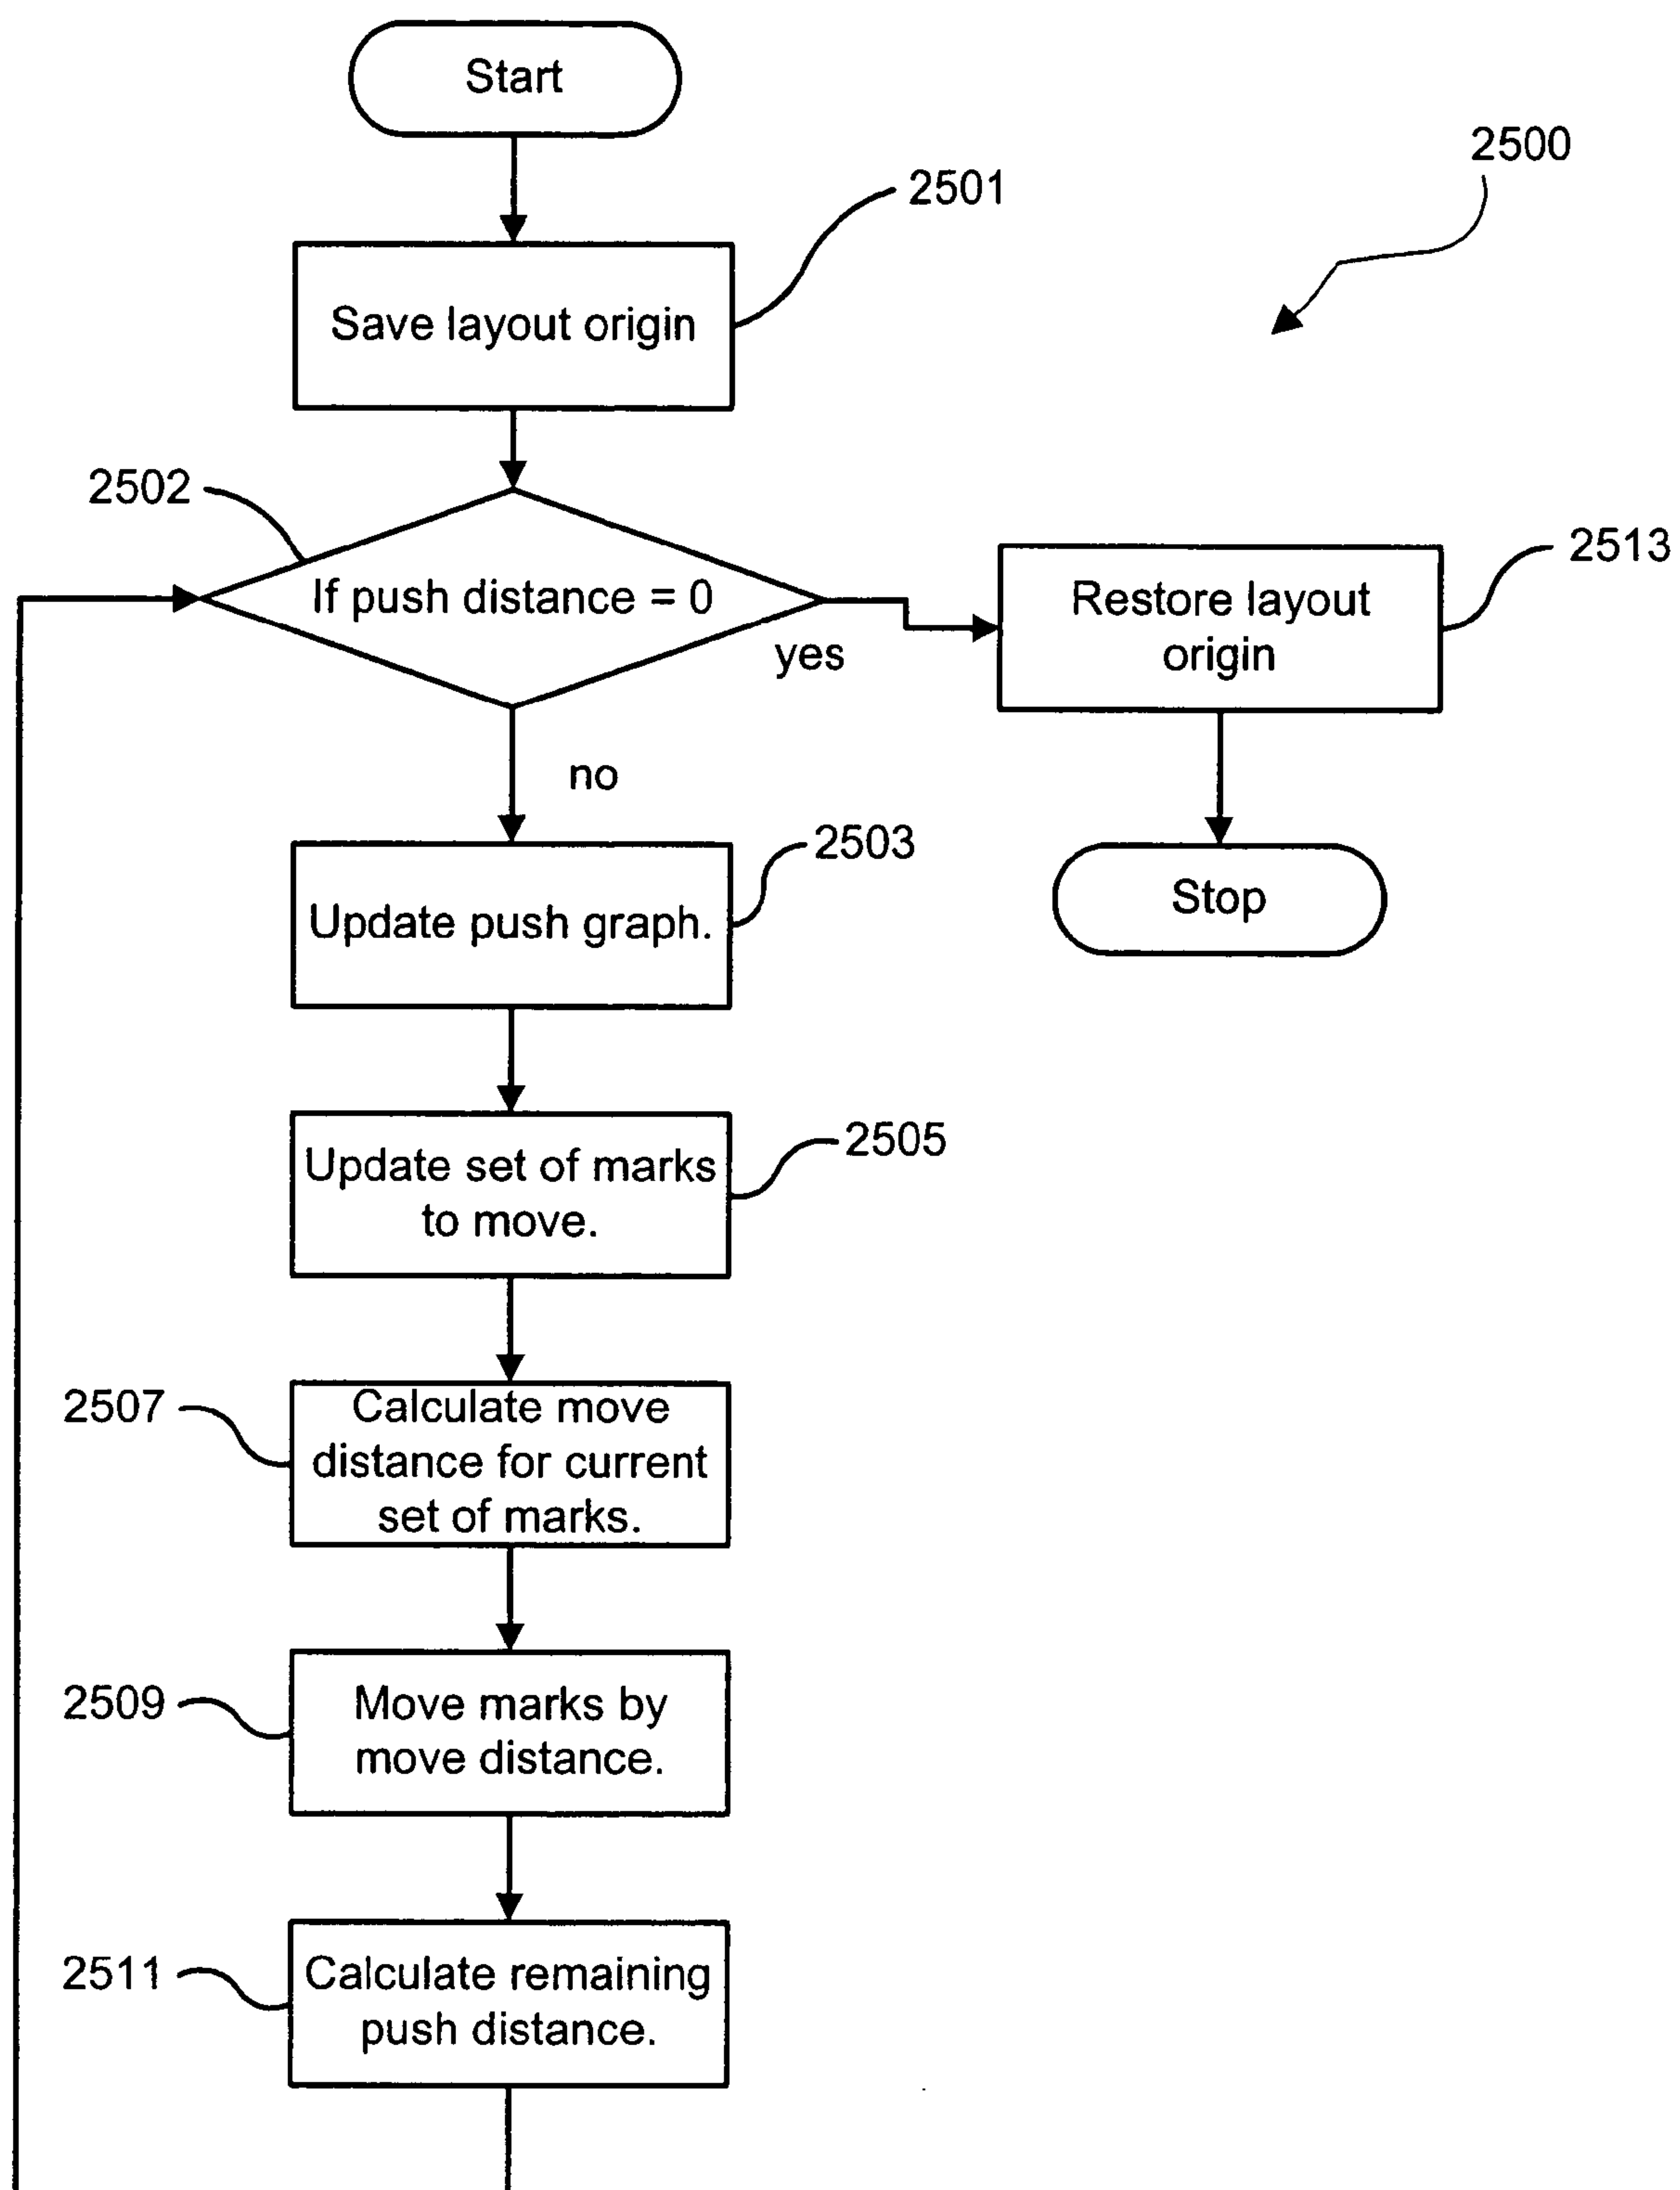 Start
2500
2501
Save layout origin
2502
If push distance = 0
yes
2513
Restore layout
origin
no
2503
Update push graph.
Stop
2505
Update set of marks
to move.
2507
Calculate move
distance for current
set of marks.
2509
Move marks by
move distance.
2511
Calculate remaining
push distance.